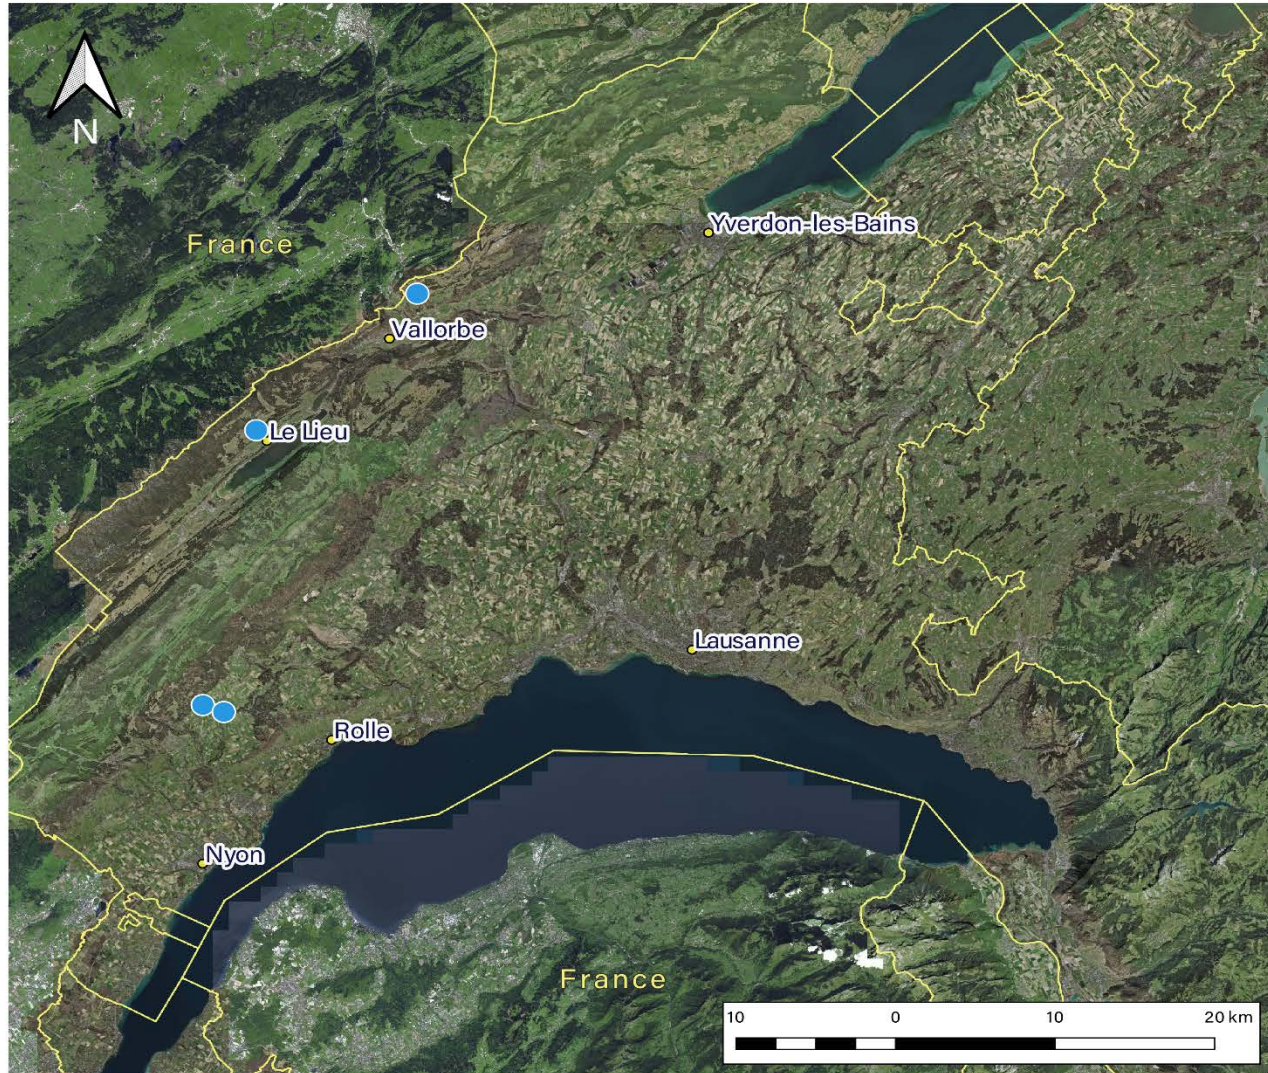 N
France
Yverdon-les-Bains
Vallorbe
Le Lieu
Lausanne
Rolle
Nyon
France
10 0 10 20 km